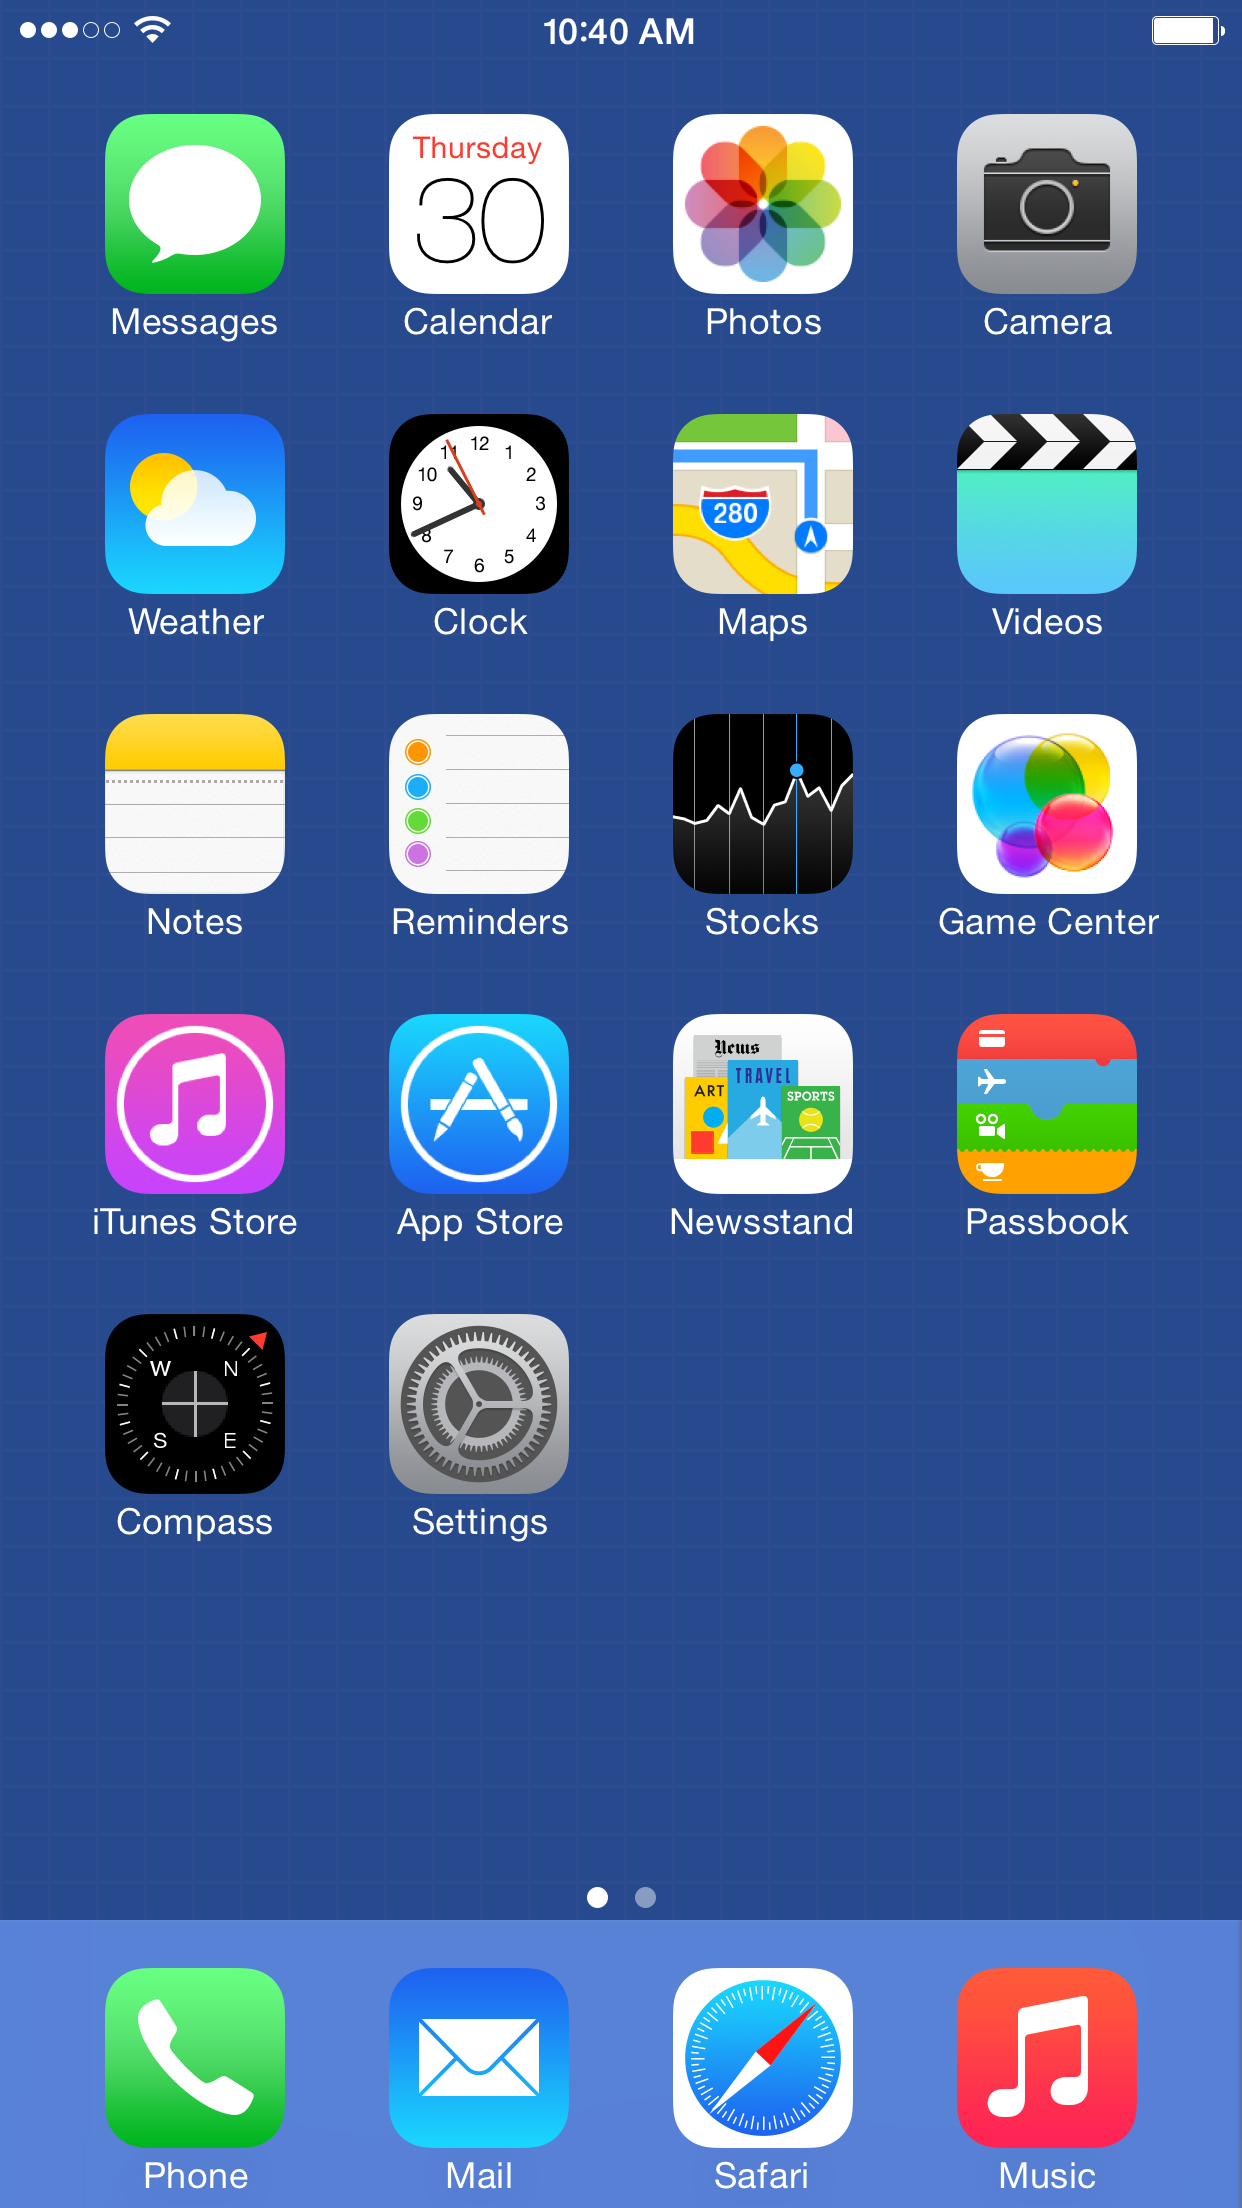 10:40 AM
Thursday
30
Messages Calendar Photos Camera
12
11 1
10 2
9 3
8 4
7 5
6
280
Weather Clock Maps Videos
Notes Reminders Stocks Game Center
News
TRAVEL
ART
SPORTS
iTunes Store App Store Newsstand Passbook
W N
S E
Compass Settings
Phone Mail Safari Music